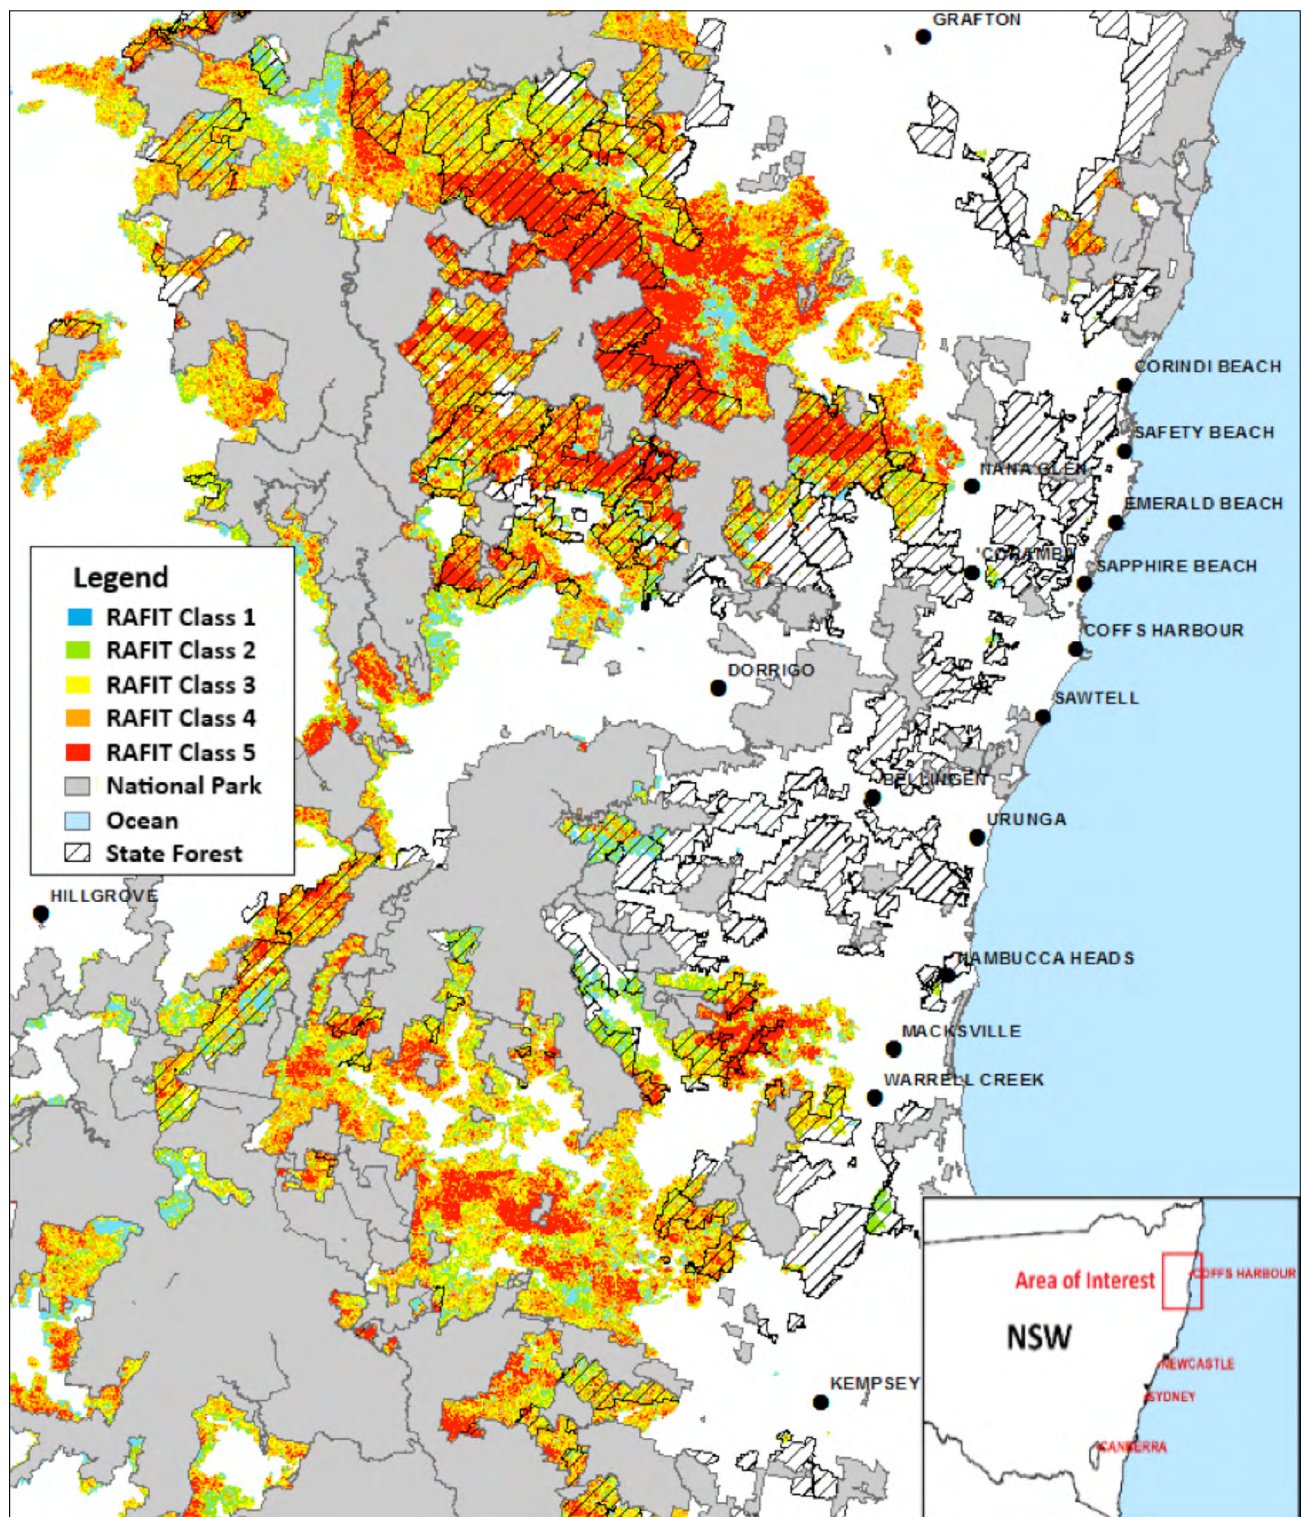 GRAFTON
CORINDI BEACH
SAFETY BEACH
NANA GLEN
EMERALD BEACH
CORAMBA
SAPPHIRE BEACH
COFFS HARBOUR
DORRIGO
SAWTELL
BELLINGEN
URUNGA
HILLGROVE
NAMBUCCA HEADS
MACKSVILLE
WARRELL CREEK
KEMPSEY
Legend
RAFIT Class 1
RAFIT Class 2
RAFIT Class 3
RAFIT Class 4
RAFIT Class 5
National Park
Ocean
State Forest
Area of Interest
COFFS HARBOUR
NSW
NEWCASTLE
SYDNEY
CANBERRA